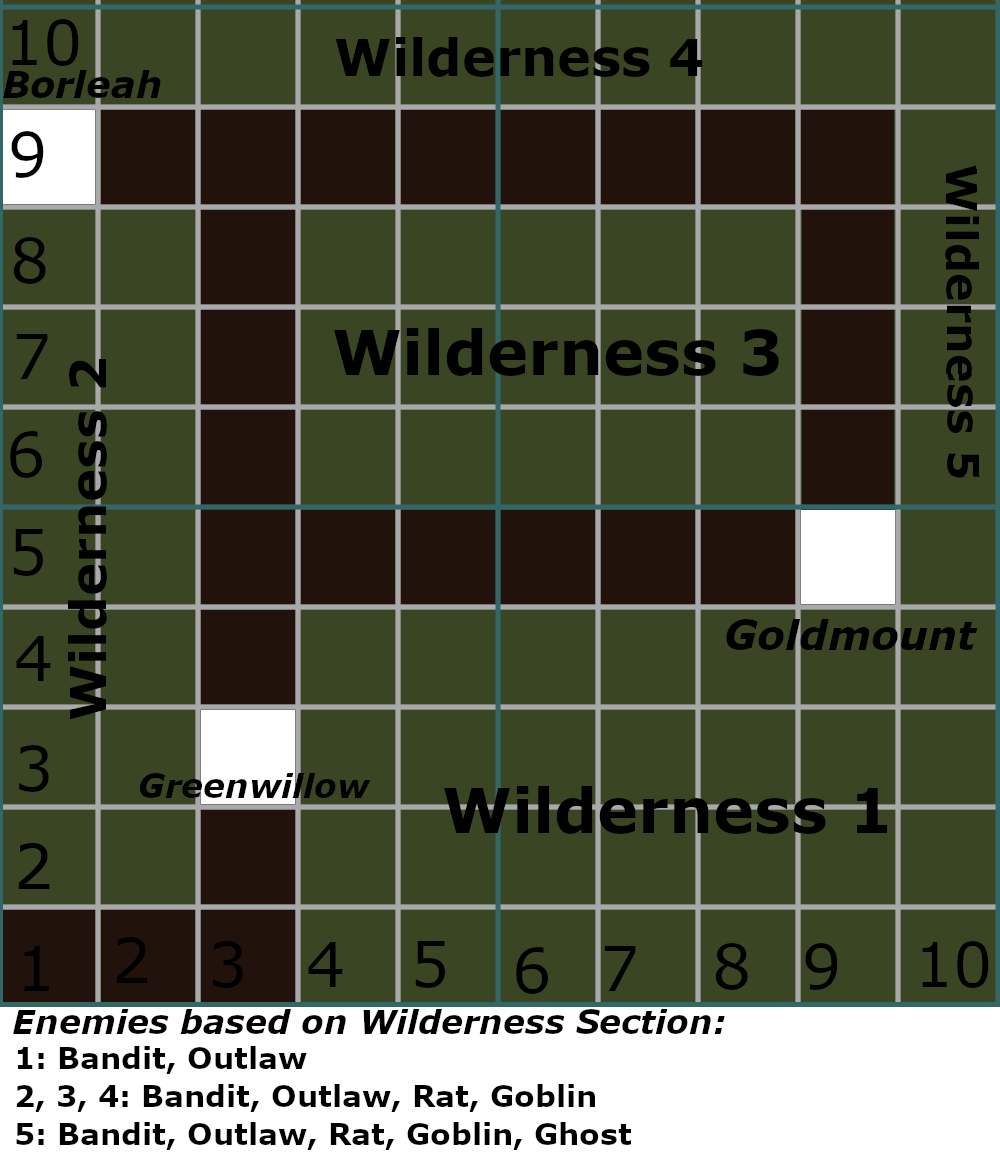 10
Wilderness 4
Borleah
9
Wilderness 5
8
7
Wilderness 3
Wilderness 2
6
5
4
Goldmount
3
Greenwillow
Wilderness 1
2
1 2 3 4 5 6 7 8 9 10
Enemies based on Wilderness Section:
1: Bandit, Outlaw
2, 3, 4: Bandit, Outlaw, Rat, Goblin
5: Bandit, Outlaw, Rat, Goblin, Ghost